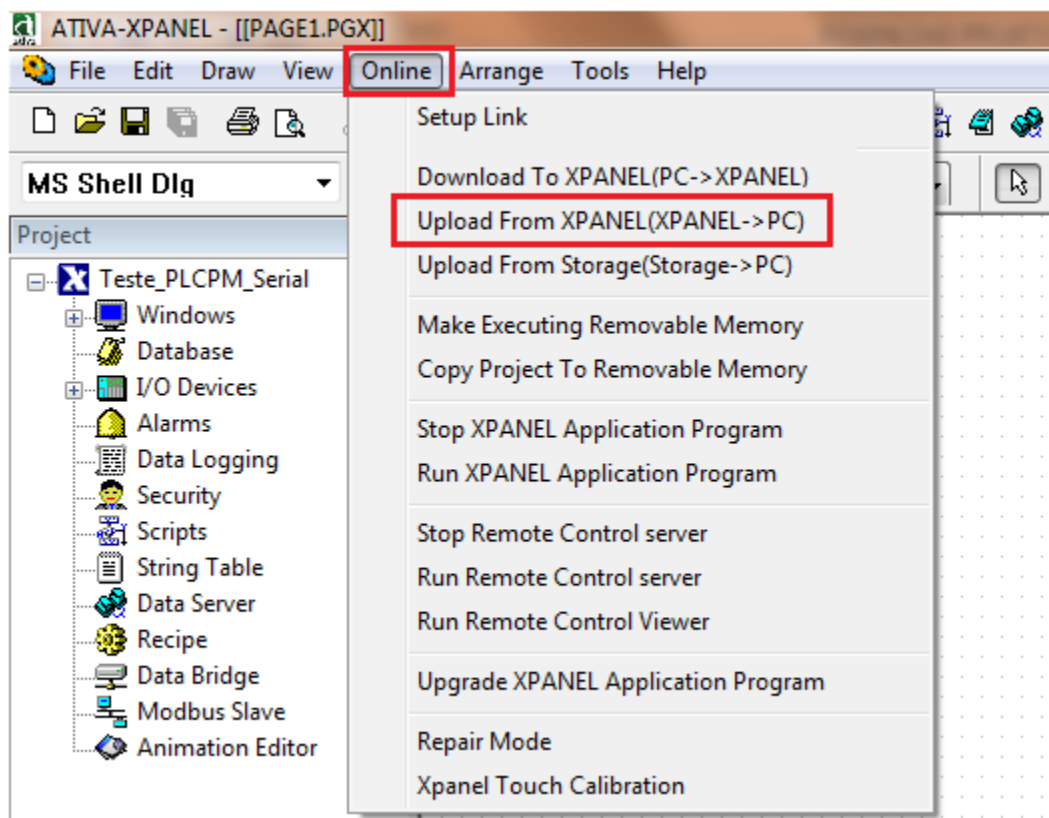 ATIVA-XPANEL - [[PAGE1.PGX]]
File Edit Draw View Online Arrange Tools Help
MS Shell Dlg
Project
Teste_PLCPM_Serial
Windows
Database
I/O Devices
Alarms
Data Logging
Security
Scripts
String Table
Data Server
Recipe
Data Bridge
Modbus Slave
Animation Editor
Setup Link
Download To XPANEL(PC->XPANEL)
Upload From XPANEL(XPANEL->PC)
Upload From Storage(Storage->PC)
Make Executing Removable Memory
Copy Project To Removable Memory
Stop XPANEL Application Program
Run XPANEL Application Program
Stop Remote Control server
Run Remote Control server
Run Remote Control Viewer
Upgrade XPANEL Application Program
Repair Mode
Xpanel Touch Calibration